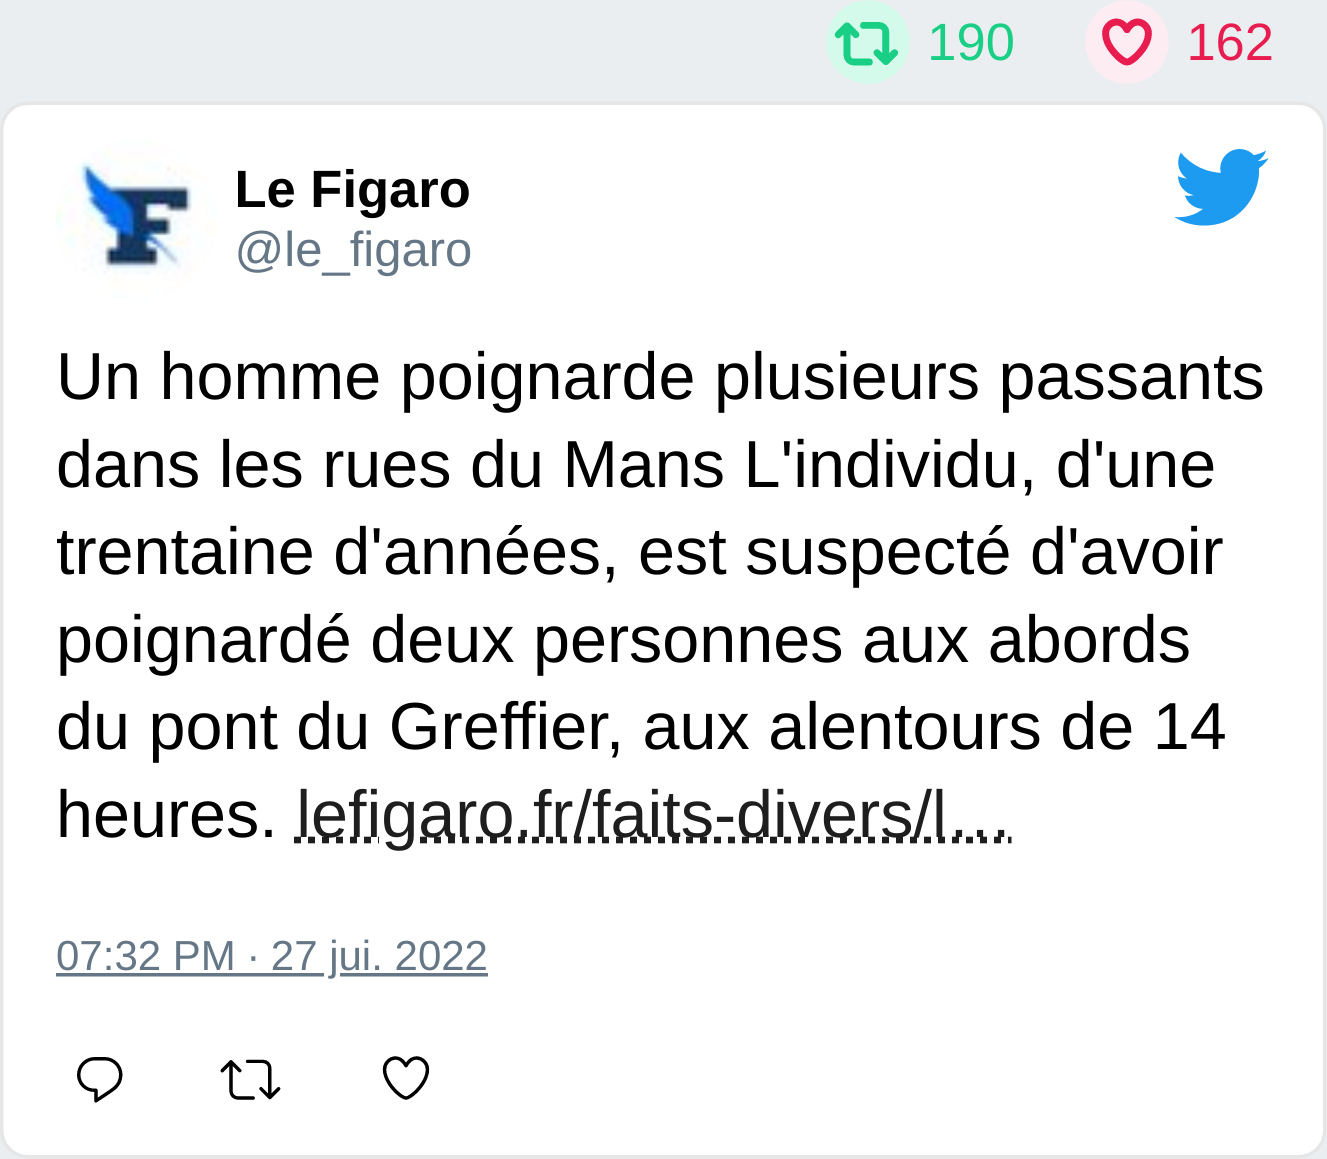 190 162
Le Figaro
@le_figaro
Un homme poignarde plusieurs passants
dans les rues du Mans L'individu, d'une
trentaine d'années, est suspecté d'avoir
poignardé deux personnes aux abords
du pont du Greffier, aux alentours de 14
heures. lefigaro.fr/faits-divers/l…
07:32 PM · 27 jui. 2022